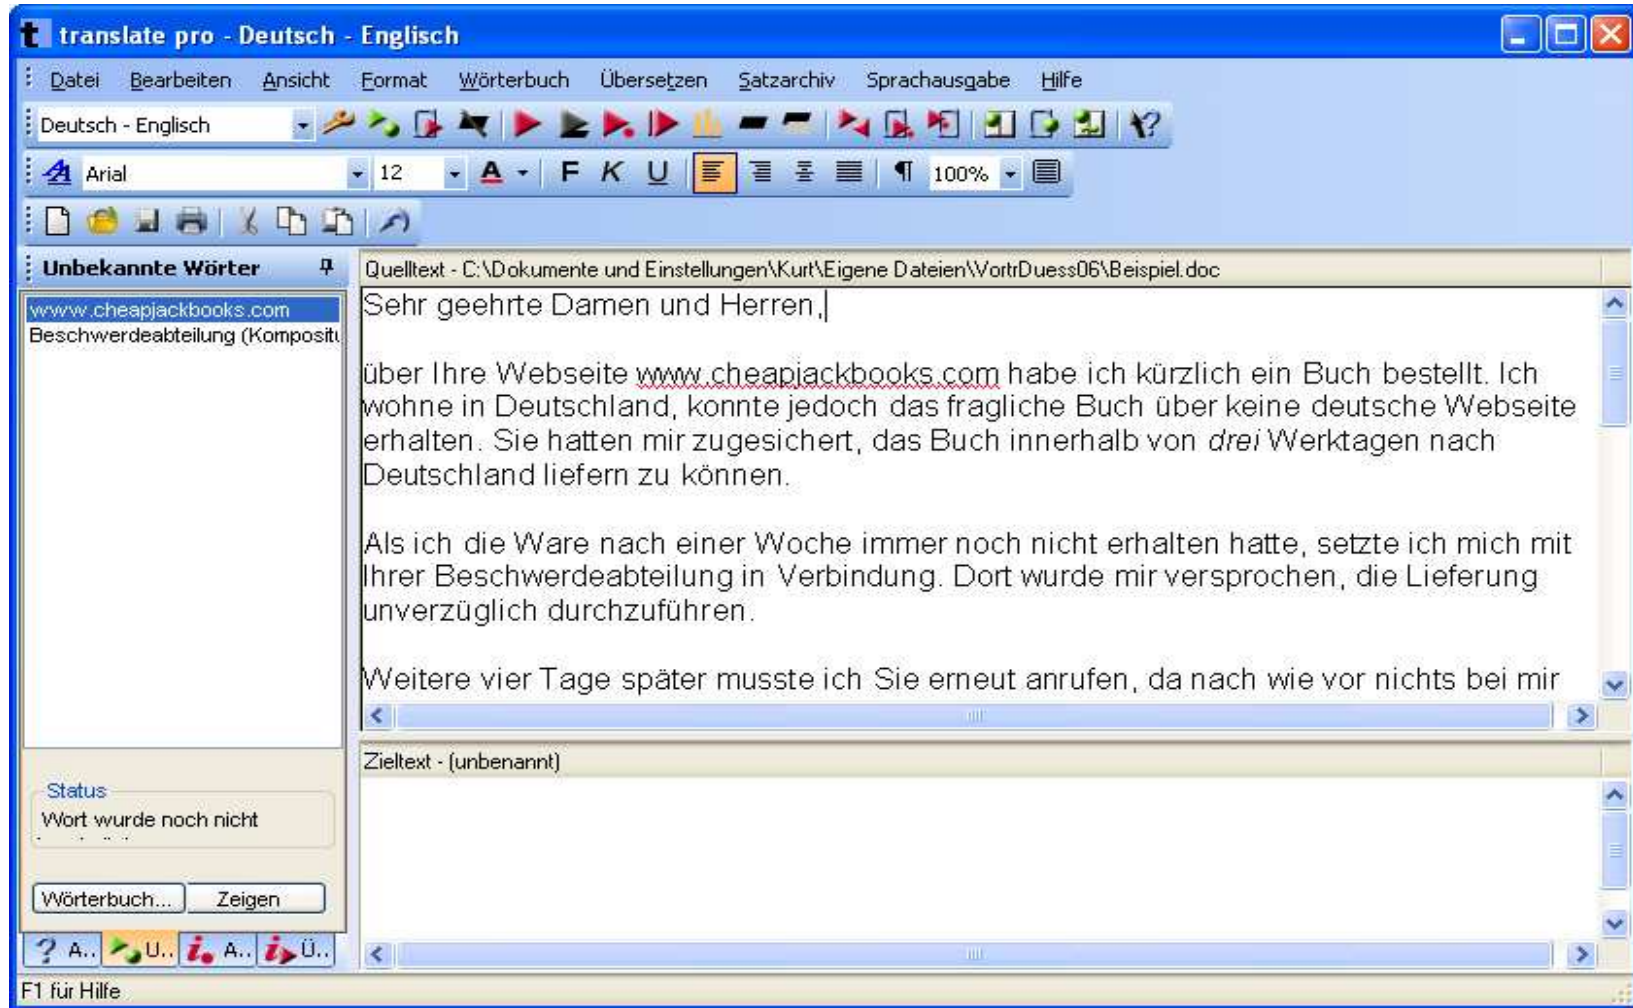 t translate pro - Deutsch - Englisch
Datei Bearbeiten Ansicht Format Wörterbuch Übersetzen Satzarchiv Sprachausgabe Hilfe
Deutsch - Englisch
Arial 12 A F K U 100%
Unbekannte Wörter
www.cheapjackbooks.com
Beschwerdeabteilung (Komposit
Status
Wort wurde noch nicht
Wörterbuch... Zeigen
? A.. U.. i A.. i Ü..
Quelltext - C:\Dokumente und Einstellungen\Kurt\Eigene Dateien\VortrDuess06\Beispiel.doc
Sehr geehrte Damen und Herren,
über Ihre Webseite www.cheapjackbooks.com habe ich kürzlich ein Buch bestellt. Ich
wohne in Deutschland, konnte jedoch das fragliche Buch über keine deutsche Webseite
erhalten. Sie hatten mir zugesichert, das Buch innerhalb von drei Werktagen nach
Deutschland liefern zu können.
Als ich die Ware nach einer Woche immer noch nicht erhalten hatte, setzte ich mich mit
Ihrer Beschwerdeabteilung in Verbindung. Dort wurde mir versprochen, die Lieferung
unverzüglich durchzuführen.
Weitere vier Tage später musste ich Sie erneut anrufen, da nach wie vor nichts bei mir
Zieltext - (unbenannt)
F1 für Hilfe